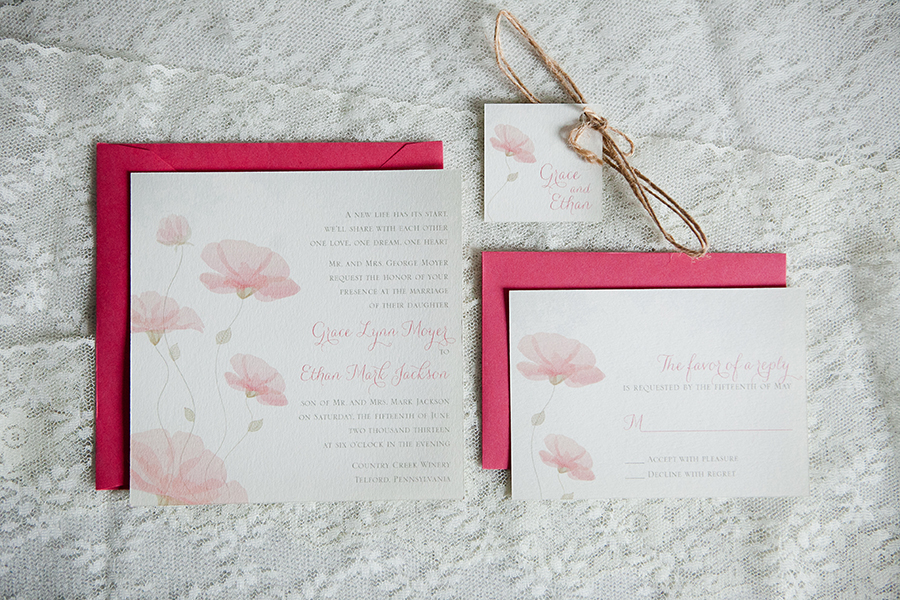 A new life has its start,
we'll share with each other
one love, one dream, one heart
Mr. and Mrs. George Moyer
request the honor of your
presence at the marriage
of their daughter
Grace Lynn Moyer
to
Ethan Mark Jackson
son of Mr. and Mrs. Mark Jackson
on Saturday, the fifteenth of June
two thousand thirteen
at six o'clock in the evening
Country Creek Winery
Telford, Pennsylvania
Grace
and
Ethan
The favor of a reply
is requested by the fifteenth of May
M
accept with pleasure
decline with regret